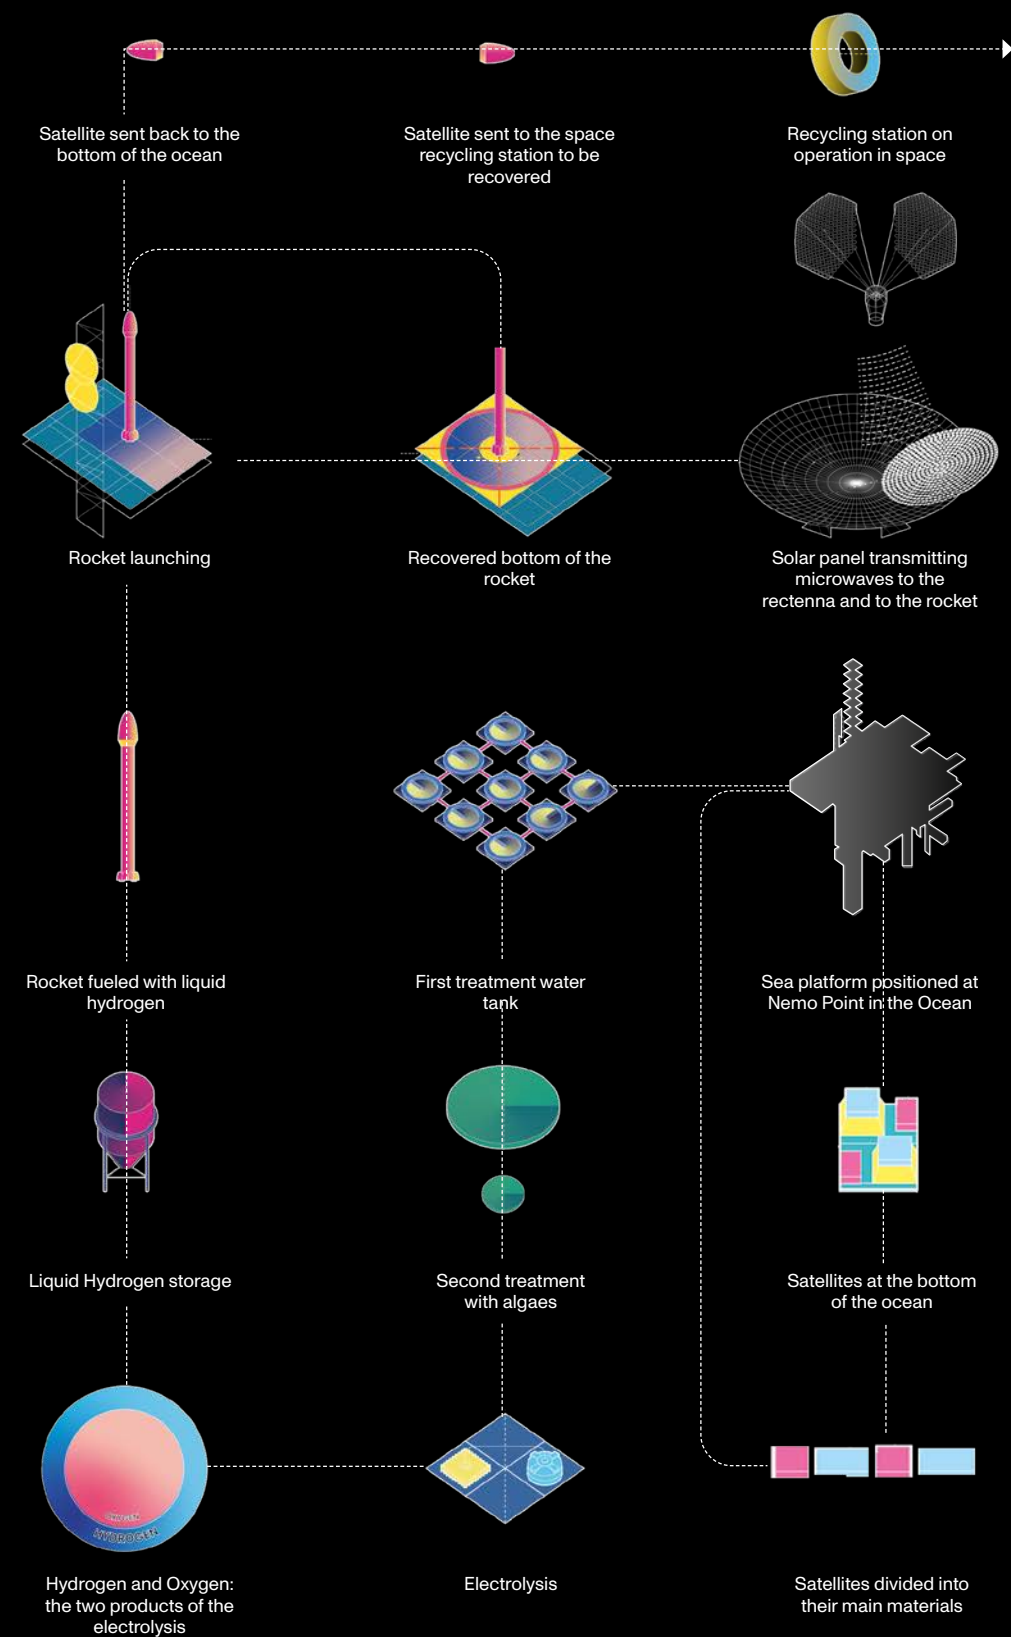 Satellite sent back to the
bottom of the ocean
Satellite sent to the space
recycling station to be
recovered
Recycling station on
operation in space
Rocket launching
Recovered bottom of the
rocket
Solar panel transmitting
microwaves to the
rectenna and to the rocket
Rocket fueled with liquid
hydrogen
First treatment water
tank
Sea platform positioned at
Nemo Point in the Ocean
Liquid Hydrogen storage
Second treatment
with algaes
Satellites at the bottom
of the ocean
OXYGEN
HYDROGEN
Hydrogen and Oxygen:
the two products of the
electrolysis
Electrolysis
Satellites divided into
their main materials